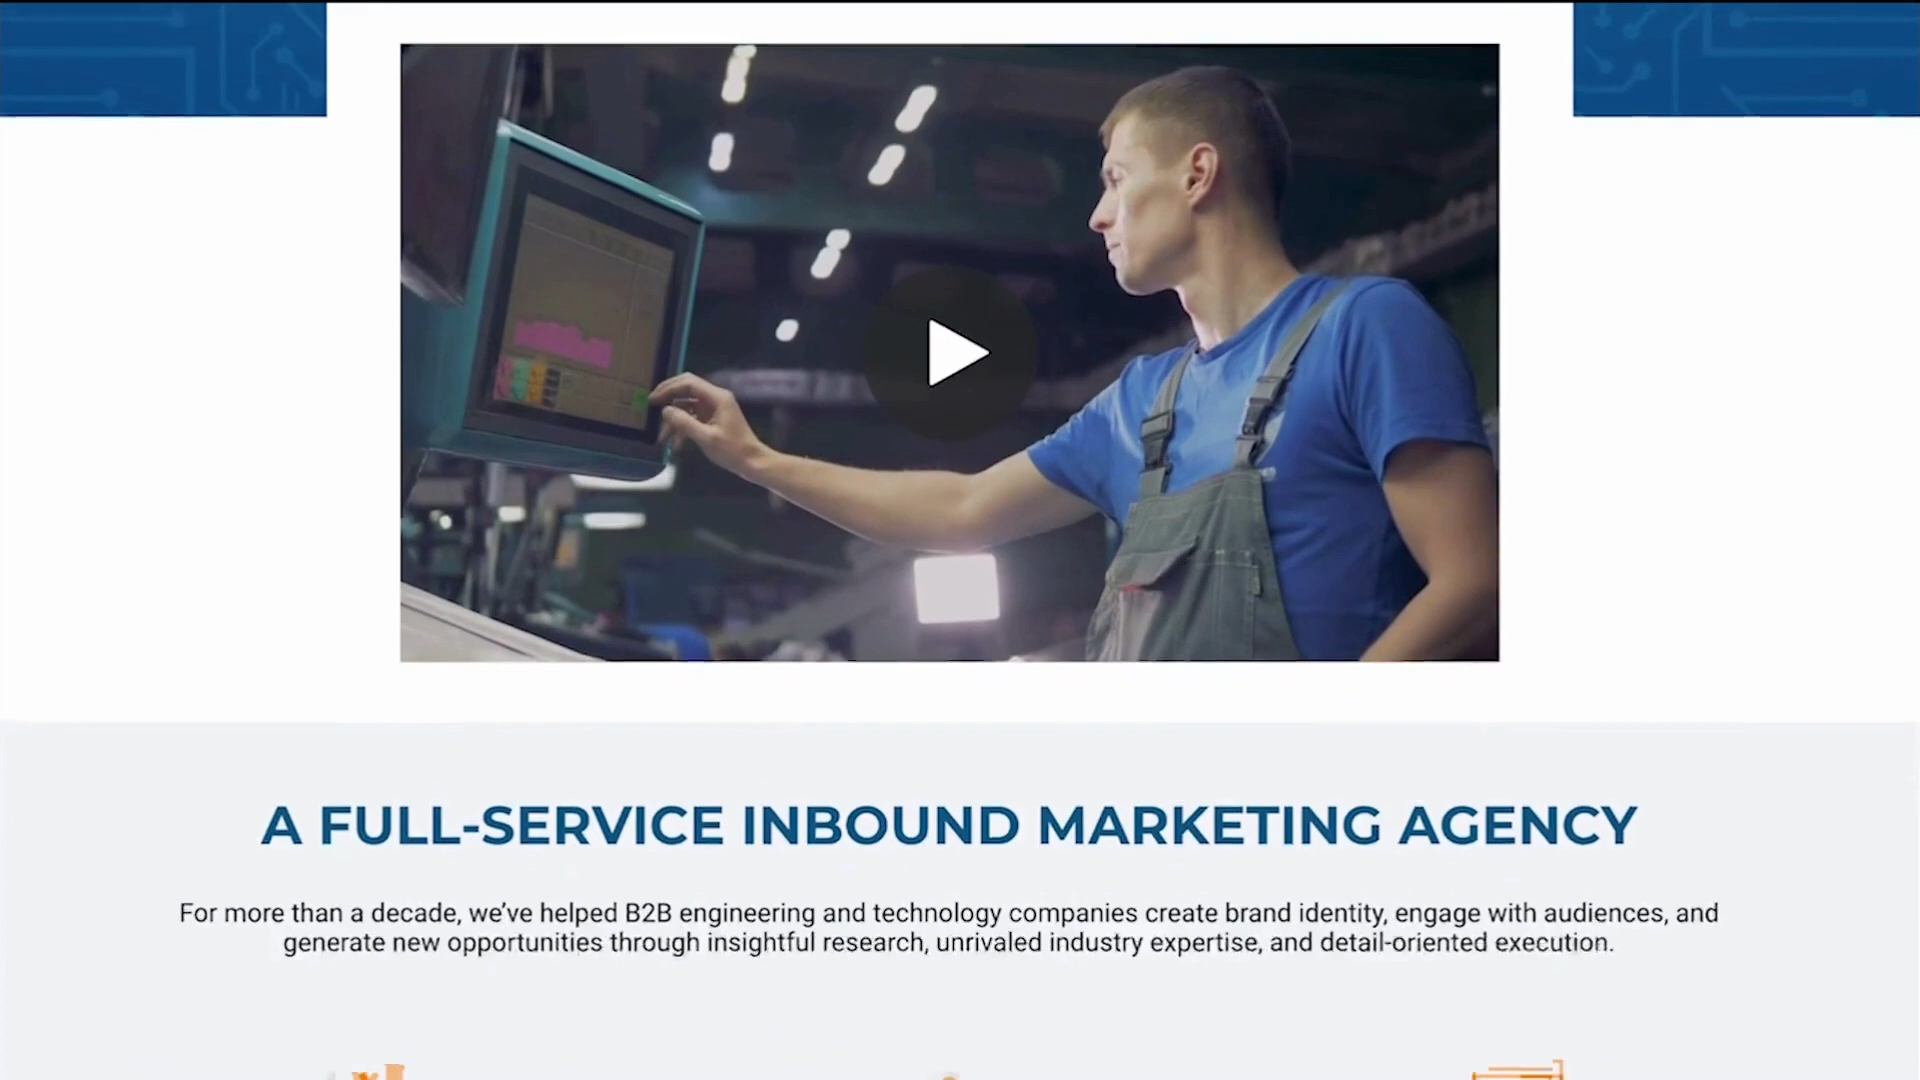 A FULL-SERVICE INBOUND MARKETING AGENCY
For more than a decade, we've helped B2B engineering and technology companies create brand identity, engage with audiences, and
generate new opportunities through insightful research, unrivaled industry expertise, and detail-oriented execution.